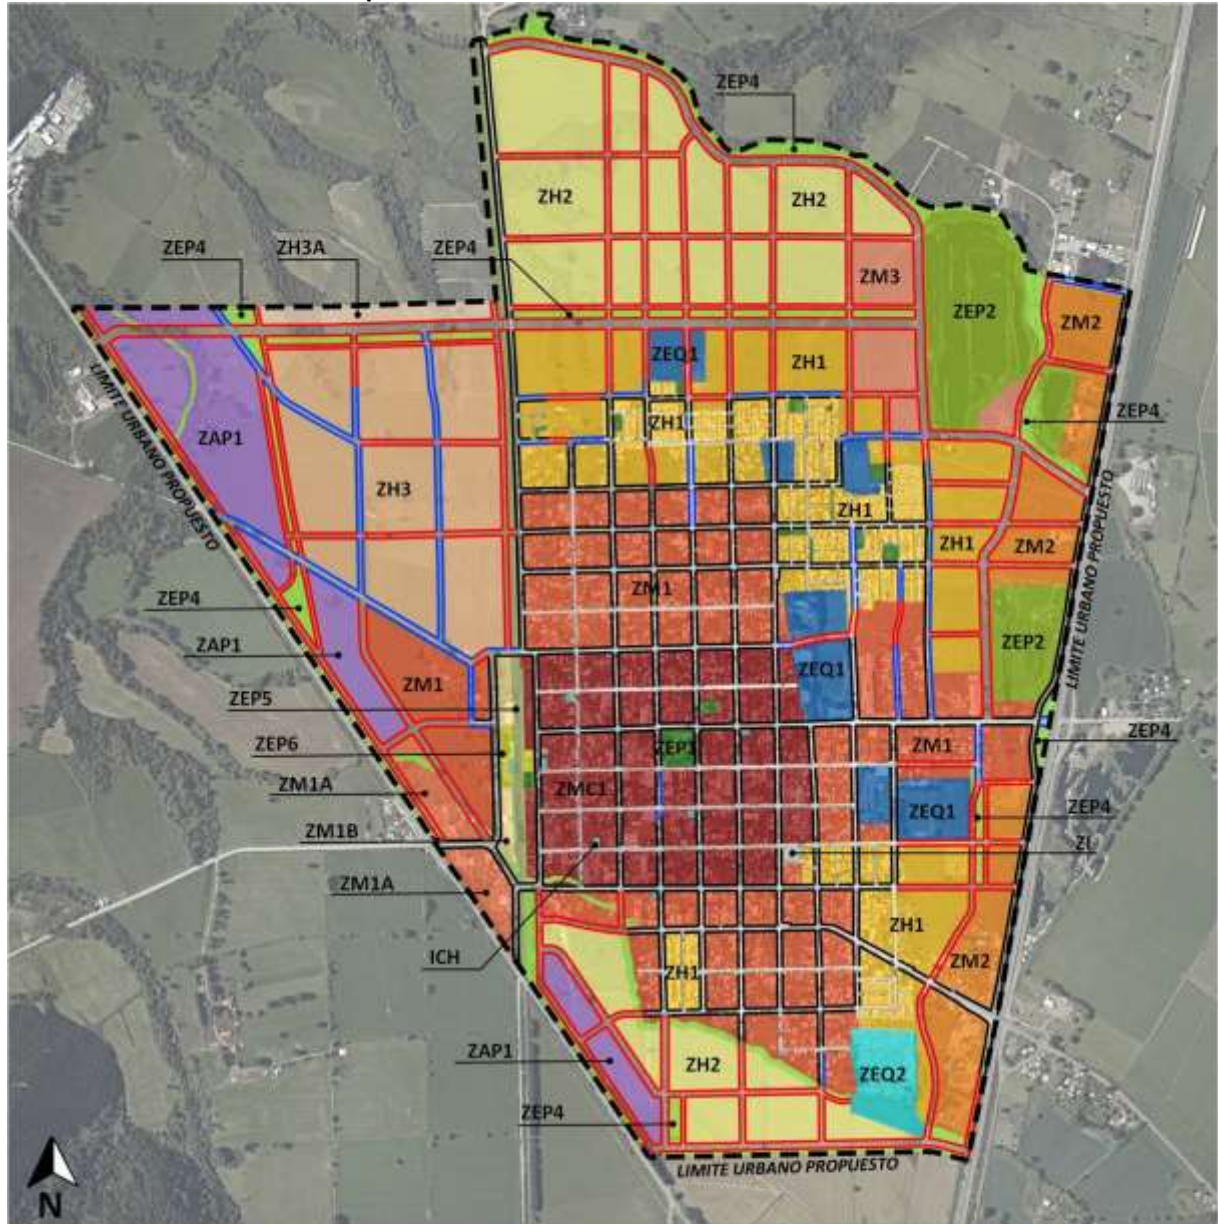 ZEP4
ZH2
ZH2
ZEP4
ZH3A
ZEP4
ZM3
ZEP2
ZM2
ZEQ1
ZH1
ZEP4
ZH1
LIMITE URBANO PROPUESTO
ZAP1
ZH3
ZH1
ZH1
ZM2
LIMITE URBANO PROPUESTO
ZM1
ZEP4
ZAP1
ZEP2
ZEQ1
ZM1
ZEP5
ZEP4
ZEP6
ZM1
ZM1A
ZMC1
ZEQ1
ZEP4
ZM1B
ZL
ZM1A
ZH1
ICH
ZH1
ZM2
ZAP1
ZH2
ZEQ2
ZEP4
LIMITE URBANO PROPUESTO
N